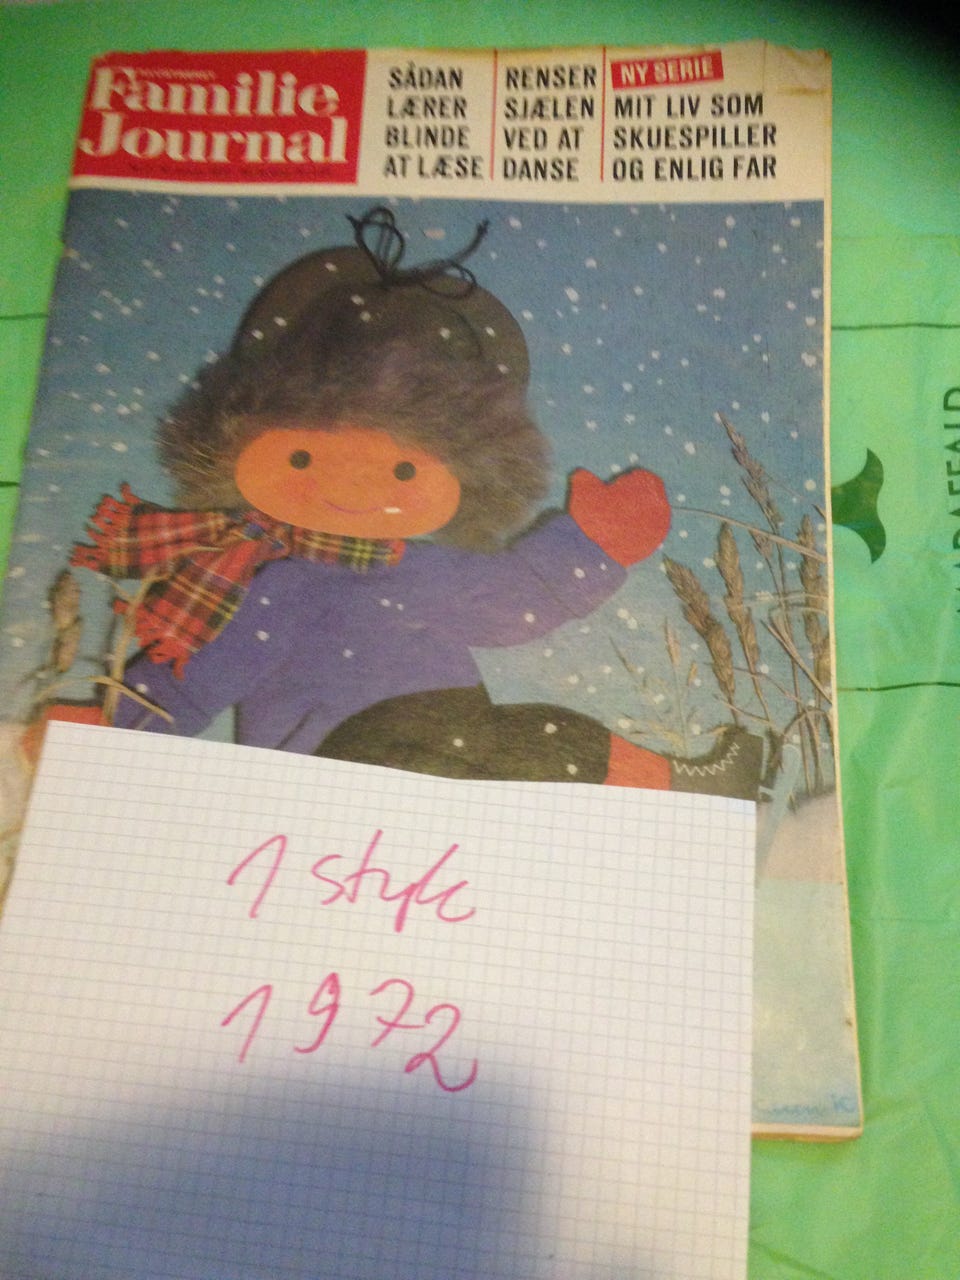 Familie
Journal
SÅDAN
LÆRER
BLINDE
AT LÆSE
RENSER
SJÆLEN
VED AT
DANSE
NY SERIE
MIT LIV SOM
SKUESPILLER
OG ENLIG FAR
1 styk
1972